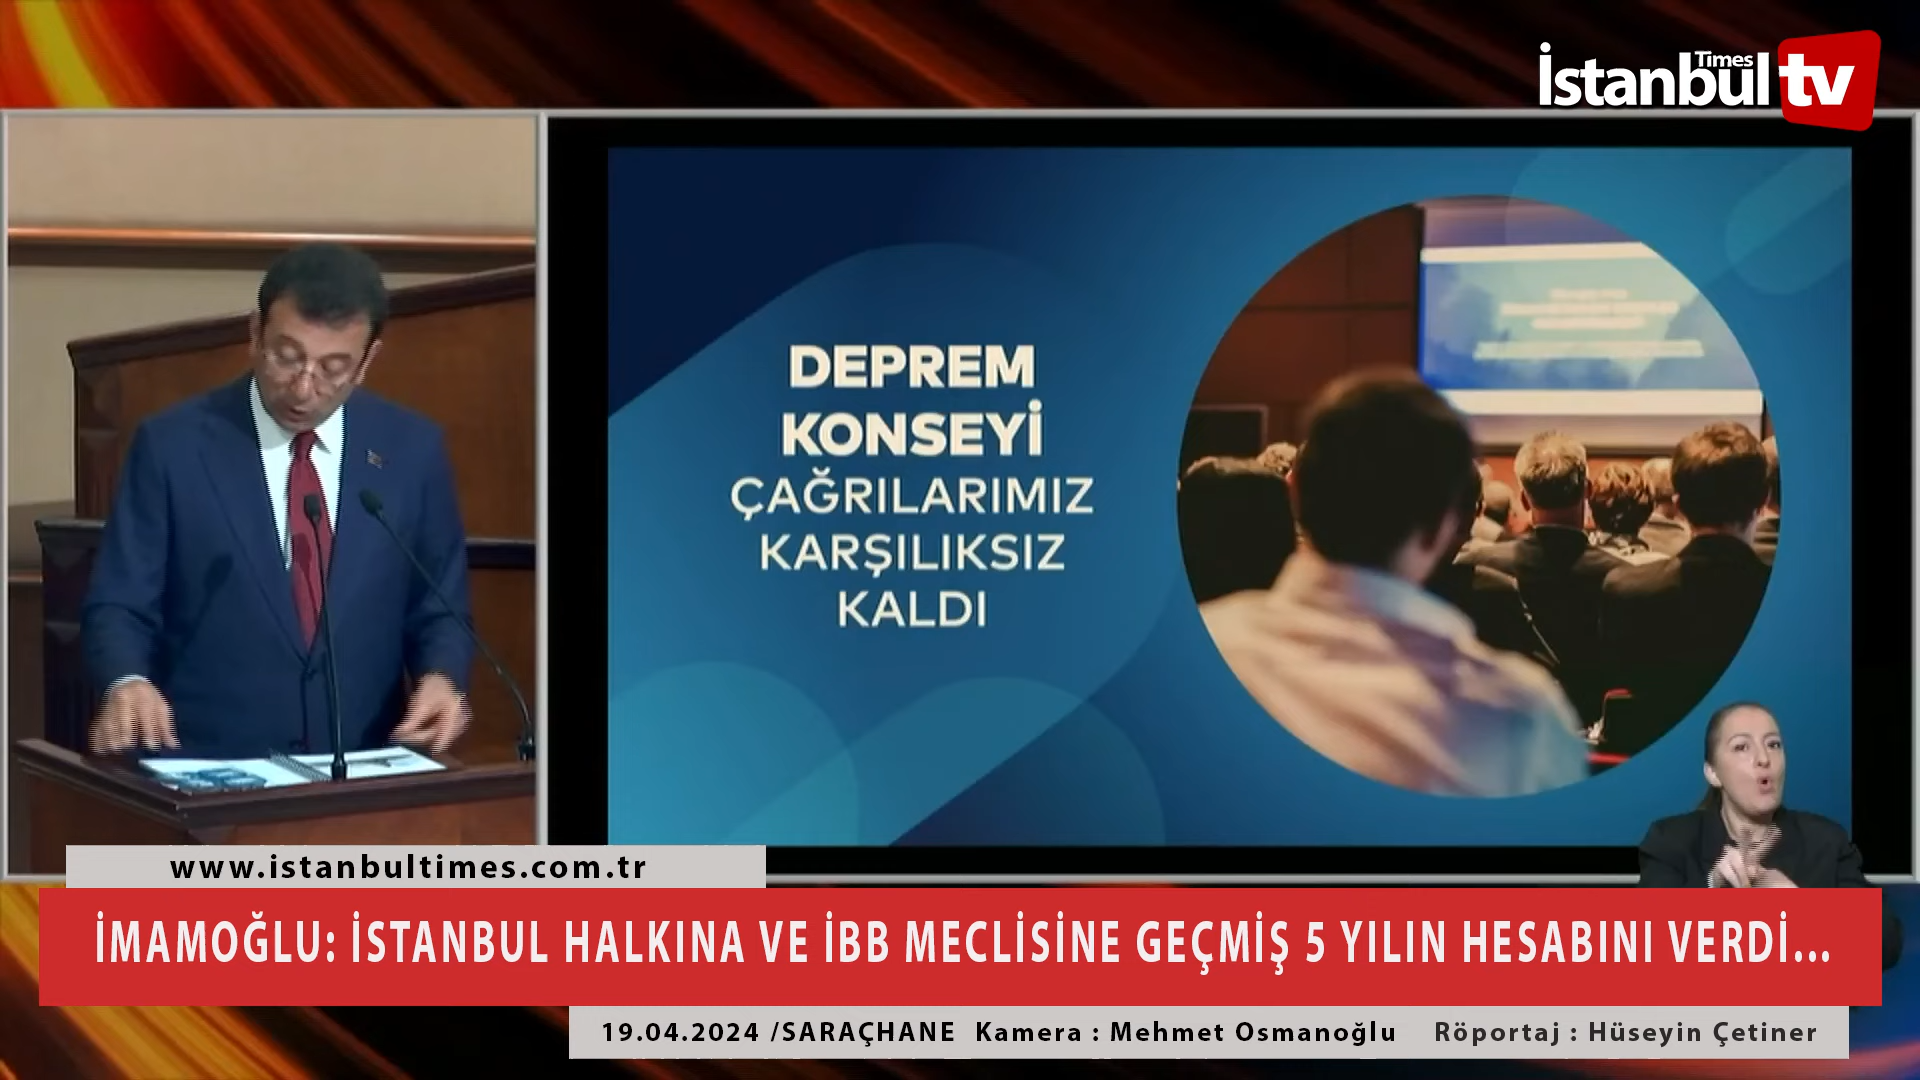 Times
İstanbul tv
DEPREM
KONSEYİ
ÇAĞRILARIMIZ
KARŞILIKSIZ
KALDI
www.istanbultimes.com.tr
İMAMOĞLU: İSTANBUL HALKINA VE İBB MECLİSİNE GEÇMİŞ 5 YILIN HESABINI VERDİ...
19.04.2024 /SARAÇHANE Kamera : Mehmet Osmanoğlu Röportaj : Hüseyin Çetiner